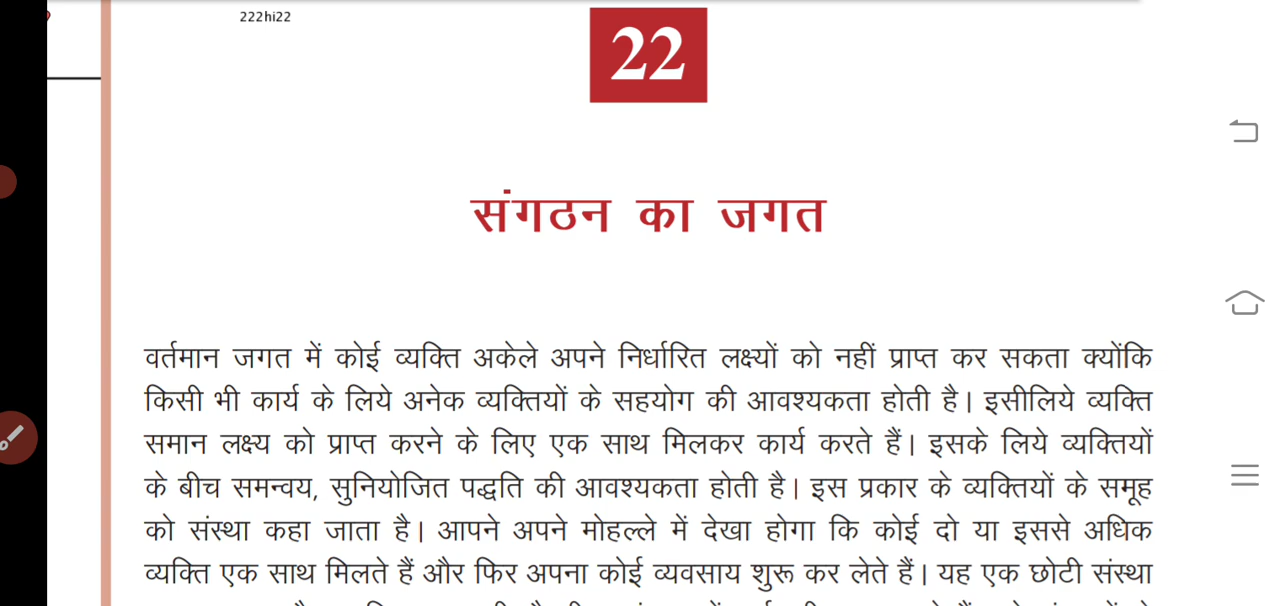 222hi22
22
संगठन का जगत
वर्तमान जगत में कोई व्यक्ति अकेले अपने निर्धारित लक्ष्यों को नहीं प्राप्त कर सकता क्योंकि
किसी भी कार्य के लिये अनेक व्यक्तियों के सहयोग की आवश्यकता होती है। इसीलिये व्यक्ति
समान लक्ष्य को प्राप्त करने के लिए एक साथ मिलकर कार्य करते हैं। इसके लिये व्यक्तियों
के बीच समन्वय, सुनियोजित पद्धति की आवश्यकता होती है। इस प्रकार के व्यक्तियों के समूह
को संस्था कहा जाता है। आपने अपने मोहल्ले में देखा होगा कि कोई दो या इससे अधिक
व्यक्ति एक साथ मिलते हैं और फिर अपना कोई व्यवसाय शुरू कर लेते हैं। यह एक छोटी संस्था